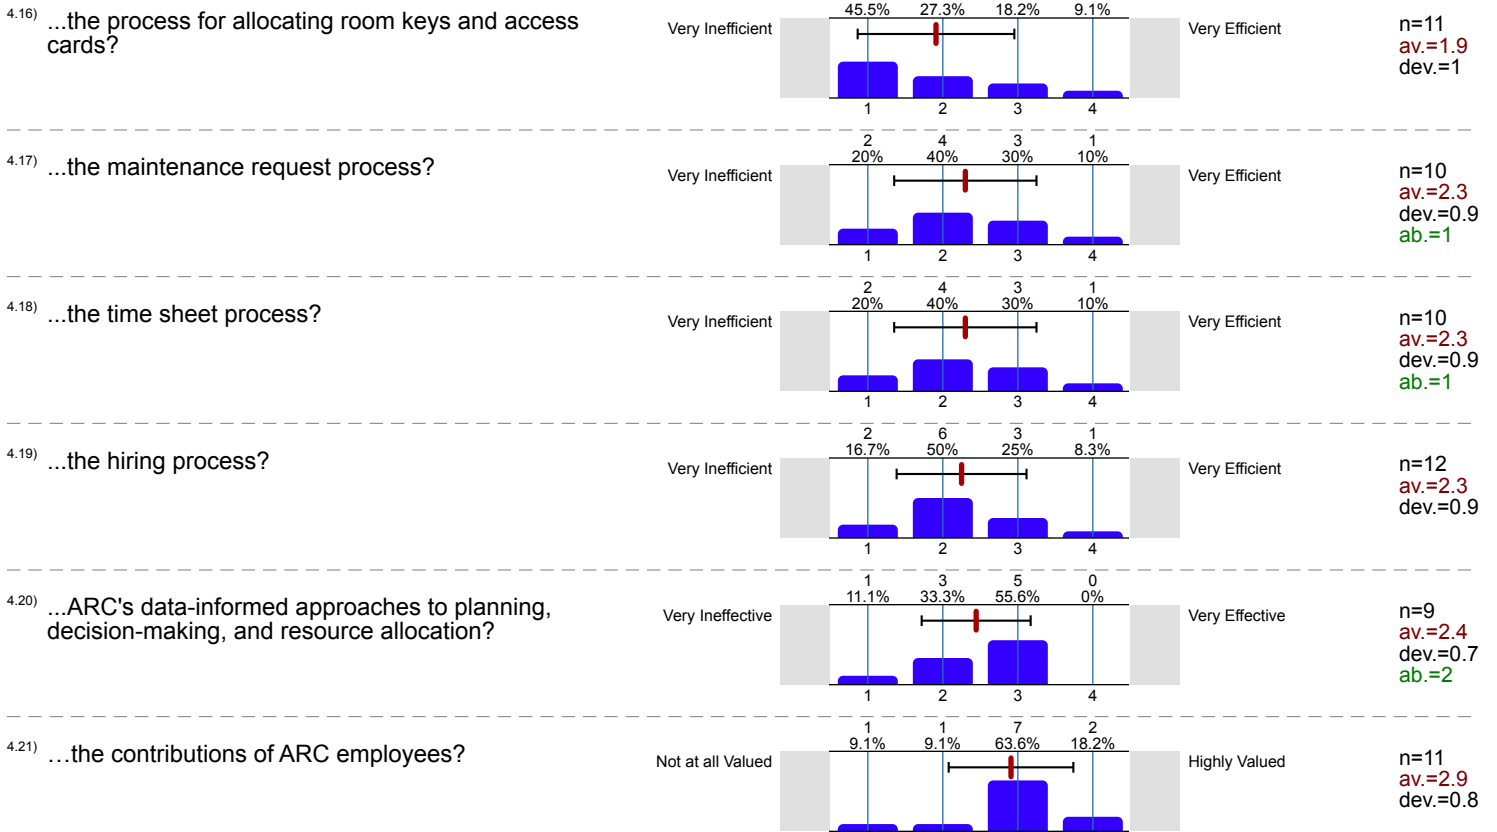 4.16) ...the process for allocating room keys and access
cards?
45.5% 27.3% 18.2% 9.1%
Very Inefficient Very Efficient
1 2 3 4
n=11
av.=1.9
dev.=1
4.17) ...the maintenance request process?
2 4 3 1
20% 40% 30% 10%
Very Inefficient Very Efficient
1 2 3 4
n=10
av.=2.3
dev.=0.9
ab.=1
4.18) ...the time sheet process?
2 4 3 1
20% 40% 30% 10%
Very Inefficient Very Efficient
1 2 3 4
n=10
av.=2.3
dev.=0.9
ab.=1
4.19) ...the hiring process?
2 6 3 1
16.7% 50% 25% 8.3%
Very Inefficient Very Efficient
1 2 3 4
n=12
av.=2.3
dev.=0.9
4.20) ...ARC's data-informed approaches to planning,
decision-making, and resource allocation?
1 3 5 0
11.1% 33.3% 55.6% 0%
Very Ineffective Very Effective
1 2 3 4
n=9
av.=2.4
dev.=0.7
ab.=2
4.21) …the contributions of ARC employees?
1 1 7 2
9.1% 9.1% 63.6% 18.2%
Not at all Valued Highly Valued
n=11
av.=2.9
dev.=0.8